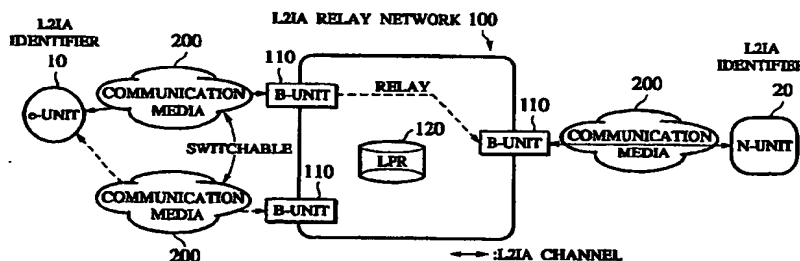 L2IA RELAY NETWORK 100
L2IA
IDENTIFIER
10
200
COMMUNICATION
MEDIA
e-UNIT
SWITCHABLE
COMMUNICATION
MEDIA
200
110
B-UNIT
RELAY
120
LPR
110
B-UNIT
110
B-UNIT
200
COMMUNICATION
MEDIA
L2IA
IDENTIFIER
20
N-UNIT
:L2IA CHANNEL